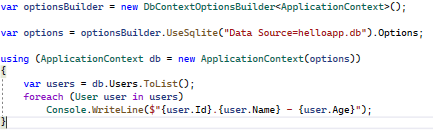 var optionsBuilder = new DbContextOptionsBuilder<ApplicationContext>();
var options = optionsBuilder.UseSqlite("Data Source=helloapp.db").Options;
using (ApplicationContext db = new ApplicationContext(options))
{
var users = db.Users.ToList();
foreach (User user in users)
Console.WriteLine($"{user.Id}.{user.Name} - {user.Age}");
}